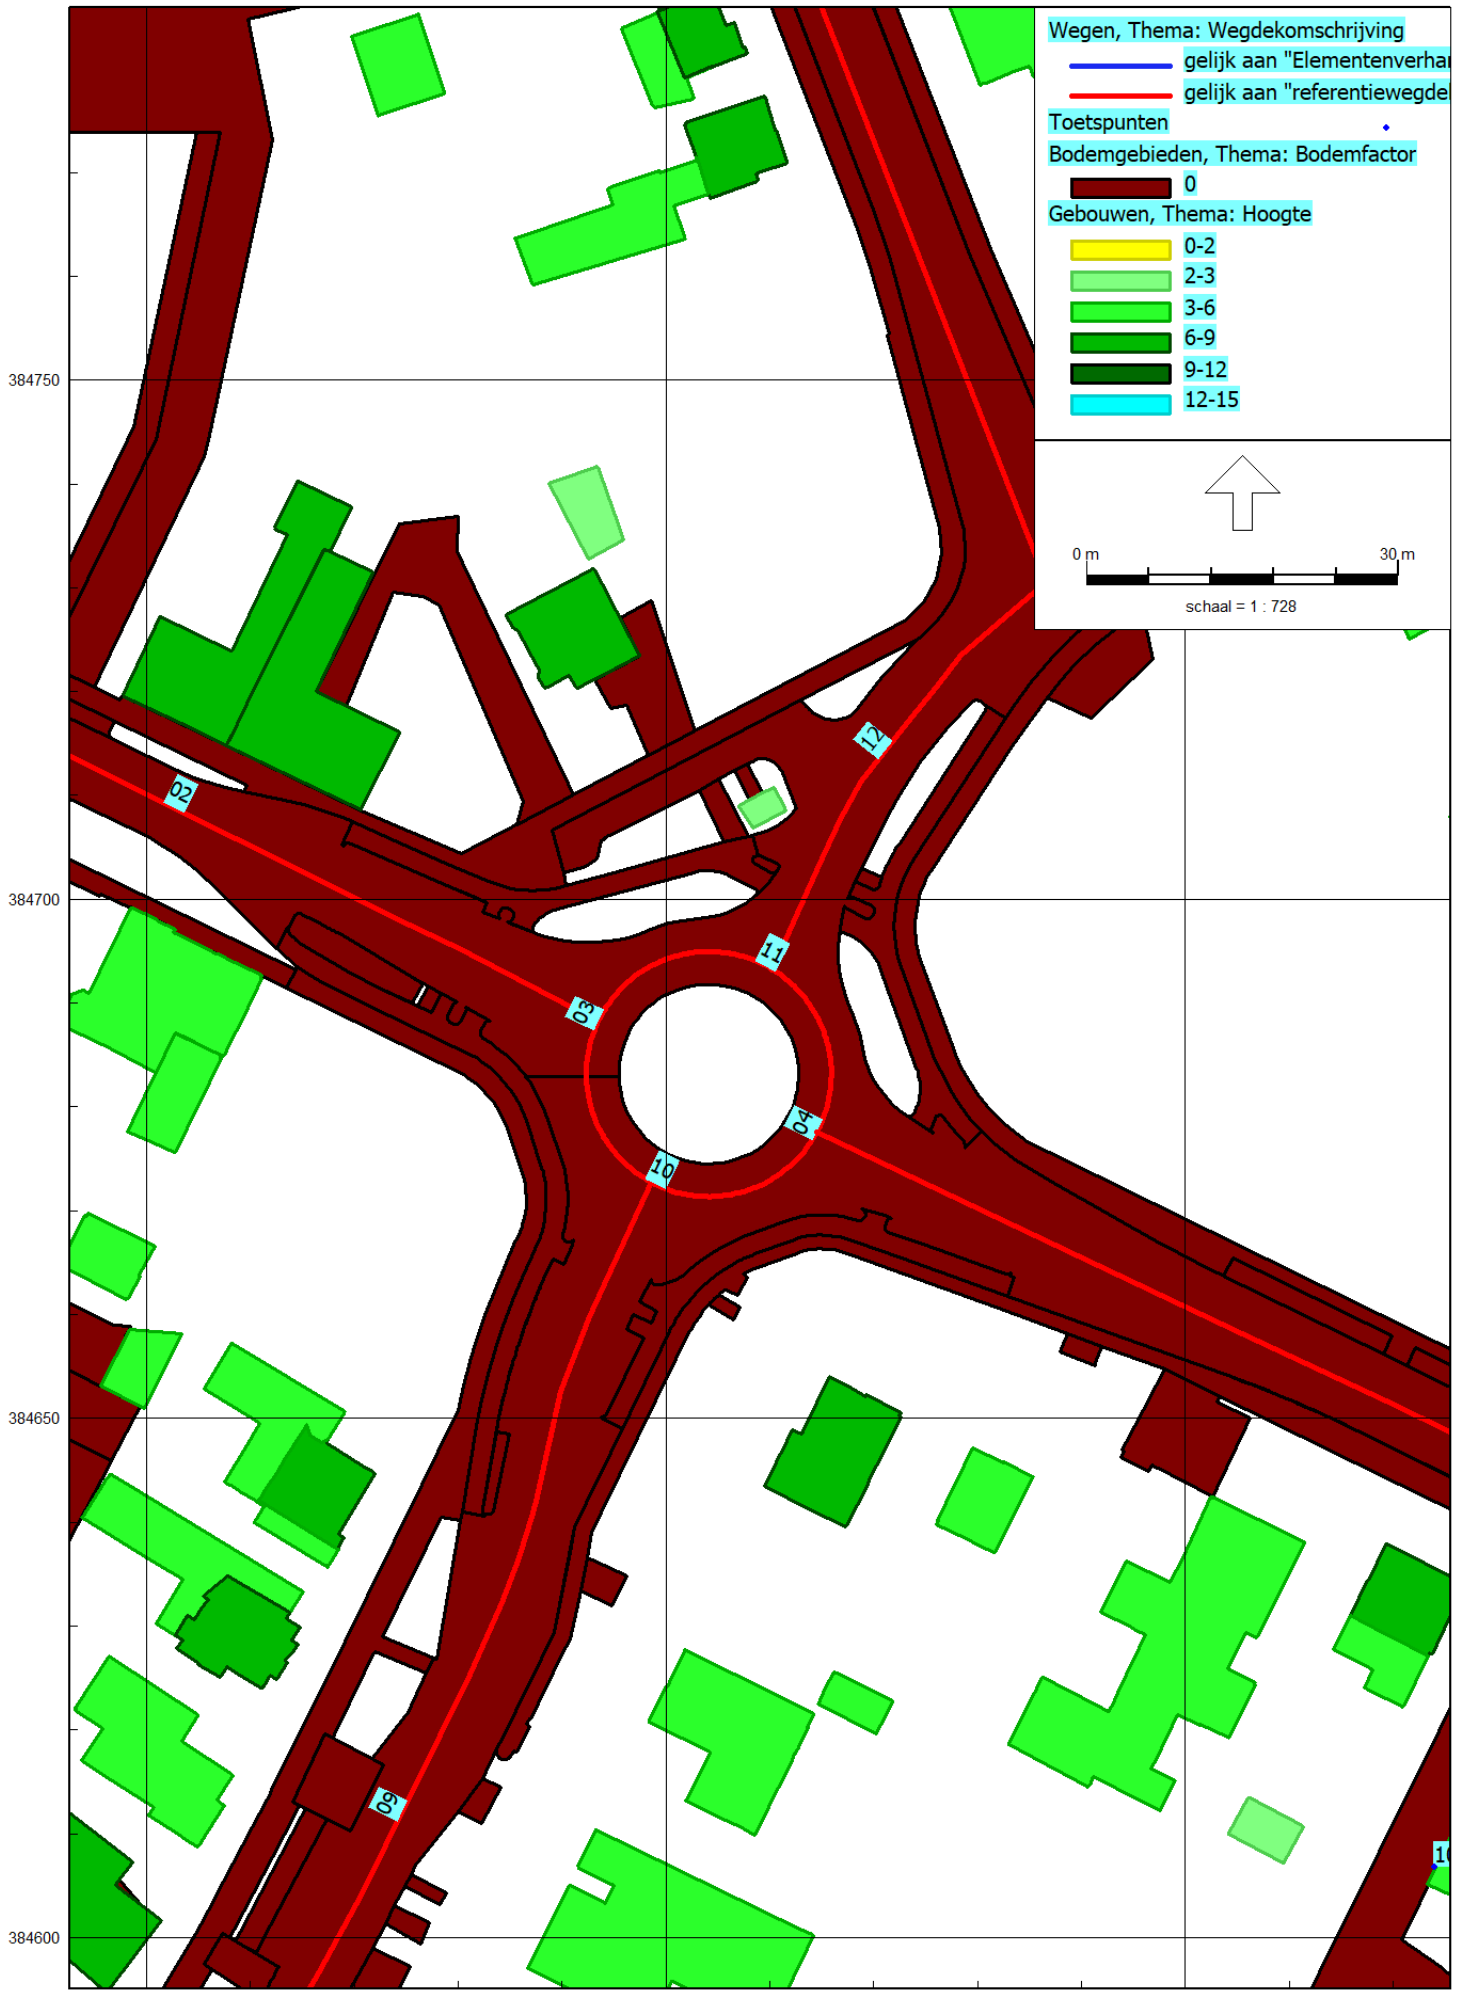 Wegen, Thema: Wegdekomschrijving
gelijk aan "Elementenverha
gelijk aan "referentiewegde
Toetspunten
Bodemgebieden, Thema: Bodemfactor
0
Gebouwen, Thema: Hoogte
0-2
2-3
3-6
6-9
9-12
12-15
384750
0 m 30 m
schaal = 1 : 728
12
02
384700
11
03
04
10
384650
09
10
384600